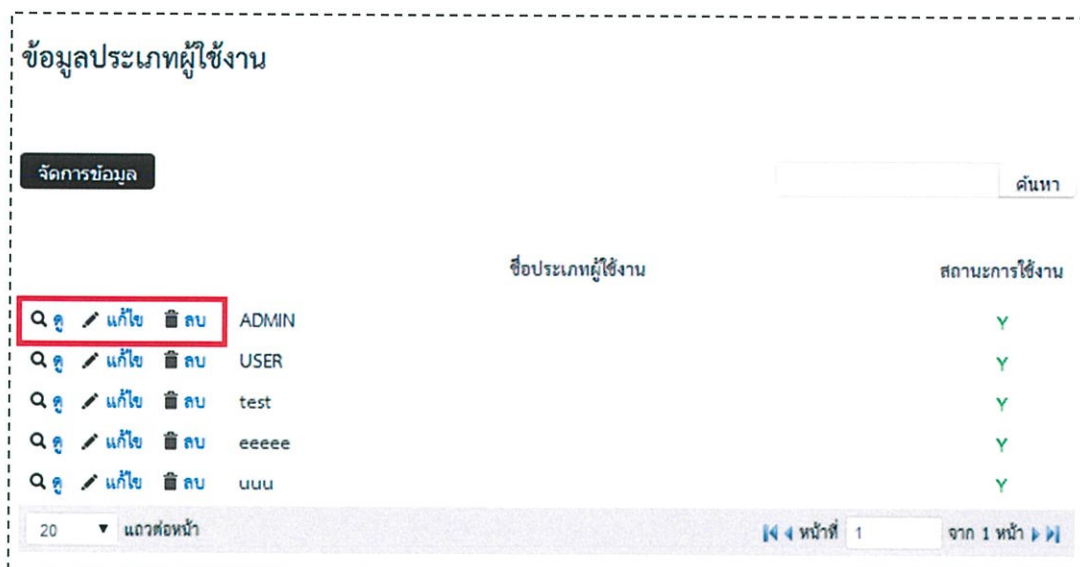 ข้อมูลประเภทผู้ใช้งาน
จัดการข้อมูล
ค้นหา
ชื่อประเภทผู้ใช้งาน สถานะการใช้งาน
ดู แก้ไข ลบ ADMIN Y
ดู แก้ไข ลบ USER Y
ดู แก้ไข ลบ test Y
ดู แก้ไข ลบ eeeee Y
ดู แก้ไข ลบ uuu Y
20 แถวต่อหน้า หน้าที่ 1 จาก 1 หน้า